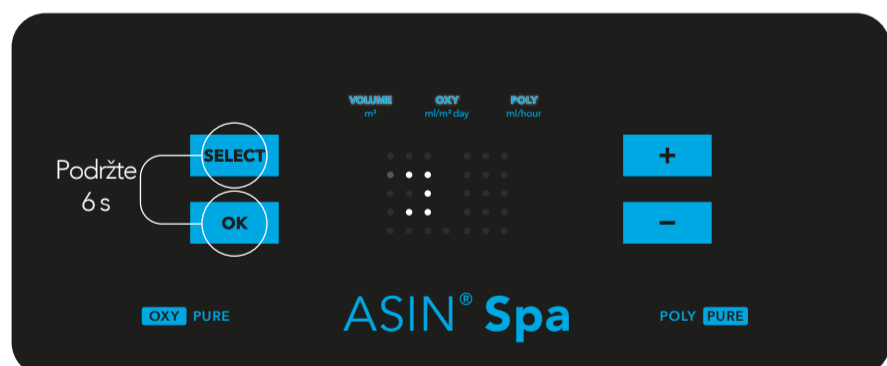 VOLUME OXY POLY
m³ ml/m³ day ml/hour
SELECT +
Podržte
6 s
OK −
OXY PURE ASIN® Spa POLY PURE